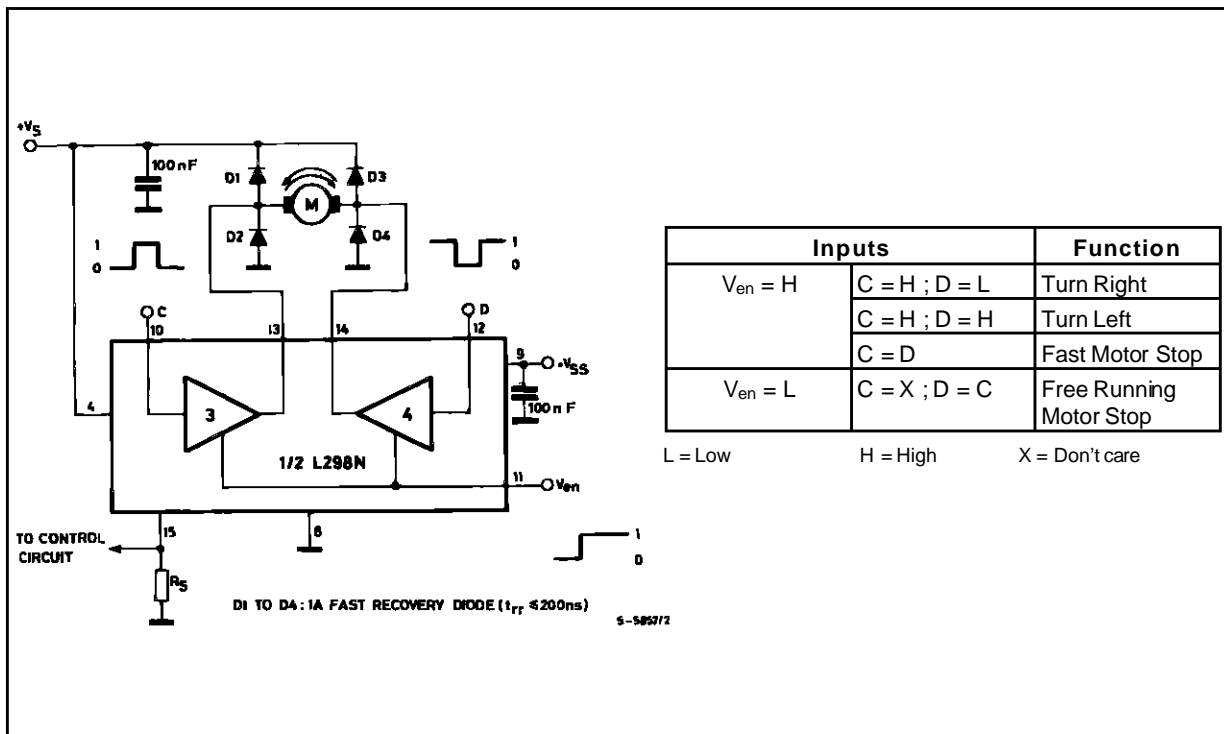 +VS
100nF
D1
D3
M
D2
D4
1
0
1
0
C
D
10
13
14
12
9
+VSS
4
3
4
100nF
1/2 L298N
11
Ven
15
8
TO CONTROL
CIRCUIT
RS
1
0
D1 TO D4 : 1A FAST RECOVERY DIODE (trr ≤ 200ns)
S-5857/2
Inputs Function
Ven = H C = H ; D = L Turn Right
C = H ; D = H Turn Left
C = D Fast Motor Stop
Ven = L C = X ; D = C Free Running
Motor Stop
L = Low H = High X = Don't care